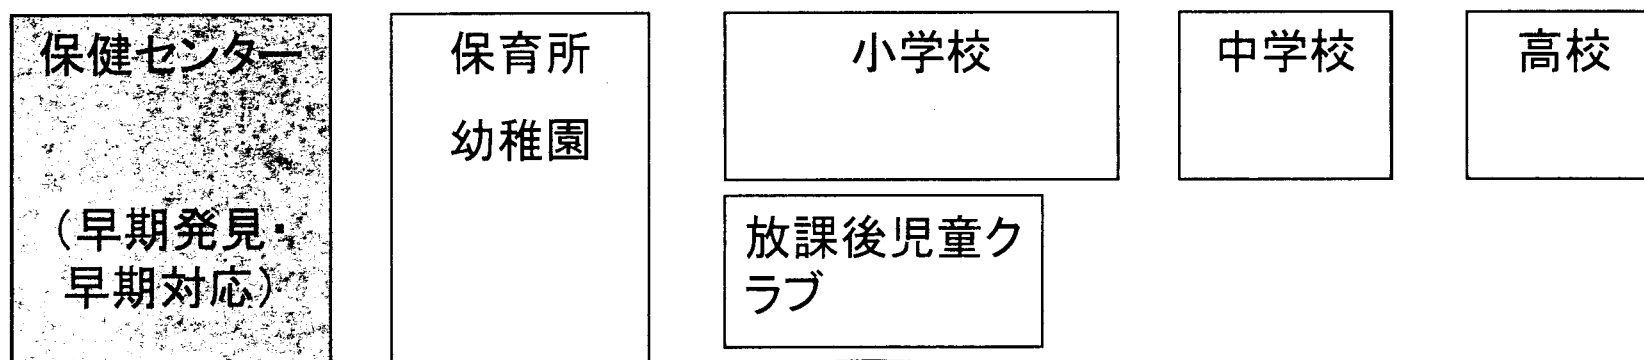 保健センター
(早期発見・
早期対応)
保育所
幼稚園
小学校
放課後児童ク
ラブ
中学校
高校